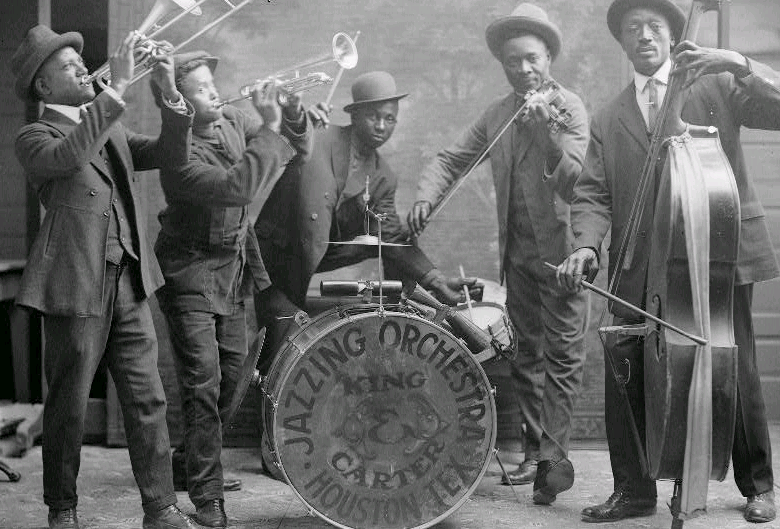 JAZZING ORCHESTRA
KING
&
CARTER
HOUSTON TEX